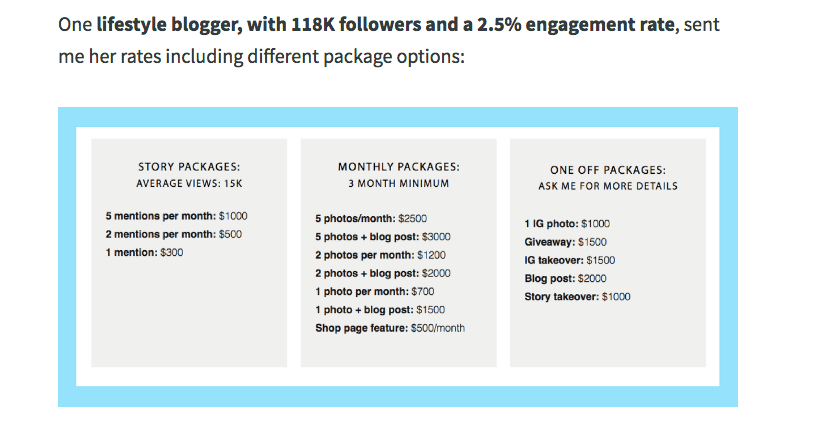 One lifestyle blogger, with 118K followers and a 2.5% engagement rate, sent
me her rates including different package options:
STORY PACKAGES:
AVERAGE VIEWS: 15K
5 mentions per month: $1000
2 mentions per month: $500
1 mention: $300
MONTHLY PACKAGES:
3 MONTH MINIMUM
5 photos/month: $2500
5 photos + blog post: $3000
2 photos per month: $1200
2 photos + blog post: $2000
1 photo per month: $700
1 photo + blog post: $1500
Shop page feature: $500/month
ONE OFF PACKAGES:
ASK ME FOR MORE DETAILS
1 IG photo: $1000
Giveaway: $1500
IG takeover: $1500
Blog post: $2000
Story takeover: $1000